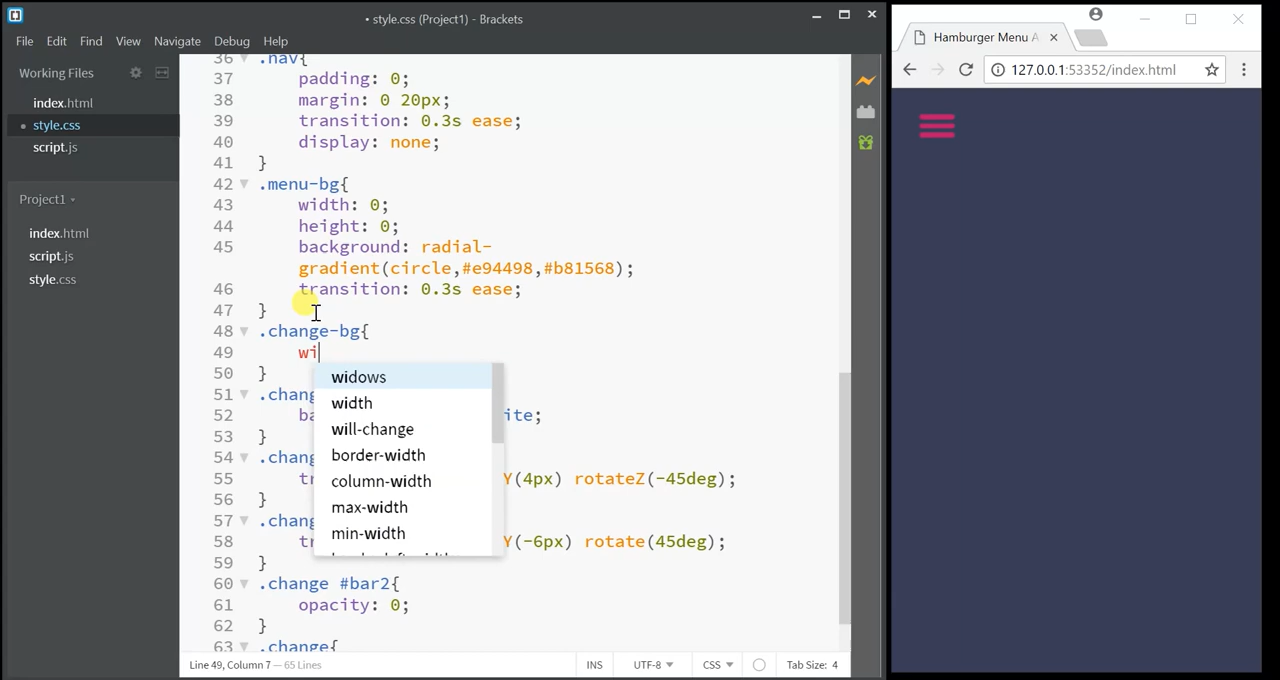 • style.css (Project1) - Brackets
File Edit Find View Navigate Debug Help
Working Files
index.html
• style.css
script.js
Project1
index.html
script.js
style.css
36 .nav{
37 padding: 0;
38 margin: 0 20px;
39 transition: 0.3s ease;
40 display: none;
41 }
42 .menu-bg{
43 width: 0;
44 height: 0;
45 background: radial-
gradient(circle,#e94498,#b81568);
46 transition: 0.3s ease;
47 }
48 .change-bg{
49 wi
50 }
51 .chang
52 ba ite;
53 }
54 .chang
55 tr Y(4px) rotateZ(-45deg);
56 }
57 .chang
58 tr Y(-6px) rotate(45deg);
59 }
60 .change #bar2{
61 opacity: 0;
62 }
63 .change{
widows
width
will-change
border-width
column-width
max-width
min-width
Line 49, Column 7 — 65 Lines
INS UTF-8 CSS Tab Size: 4
Hamburger Menu A
127.0.0.1:53352/index.html